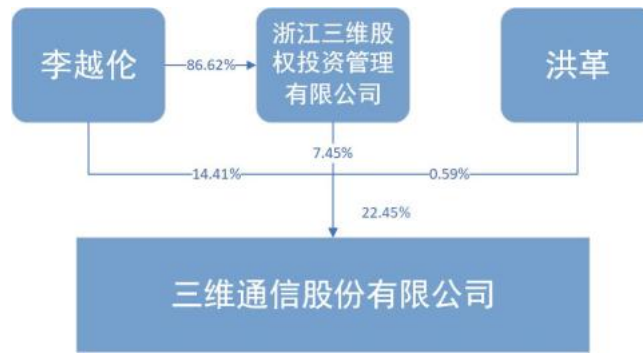 李越伦
86.62%
浙江三维股
权投资管理
有限公司
洪革
7.45%
14.41%
0.59%
22.45%
三维通信股份有限公司